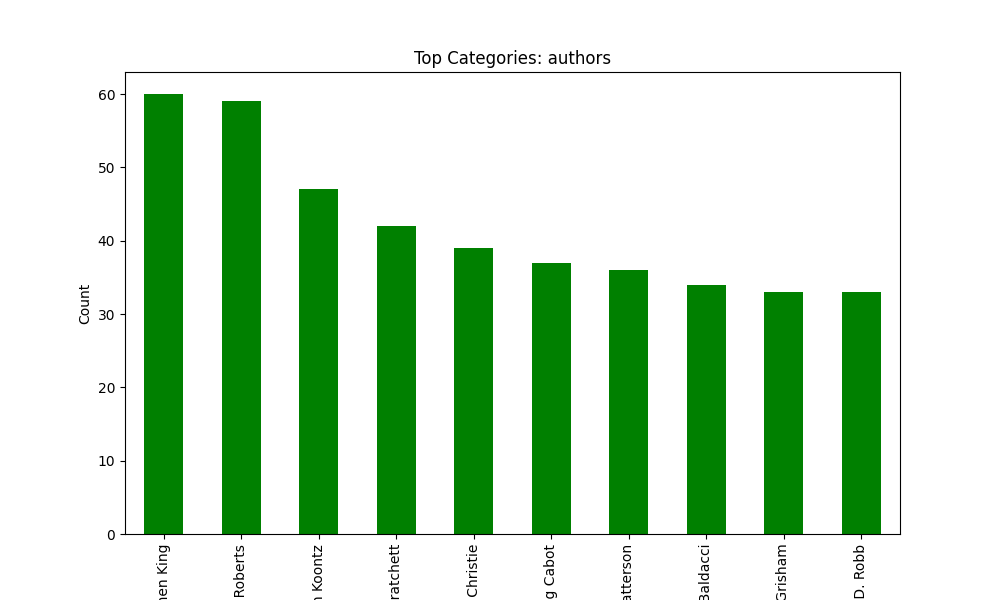 Top Categories: authors
Count
60
50
40
30
20
10
0
hen King
Roberts
n Koontz
ratchett
Christie
g Cabot
atterson
Baldacci
Grisham
D. Robb